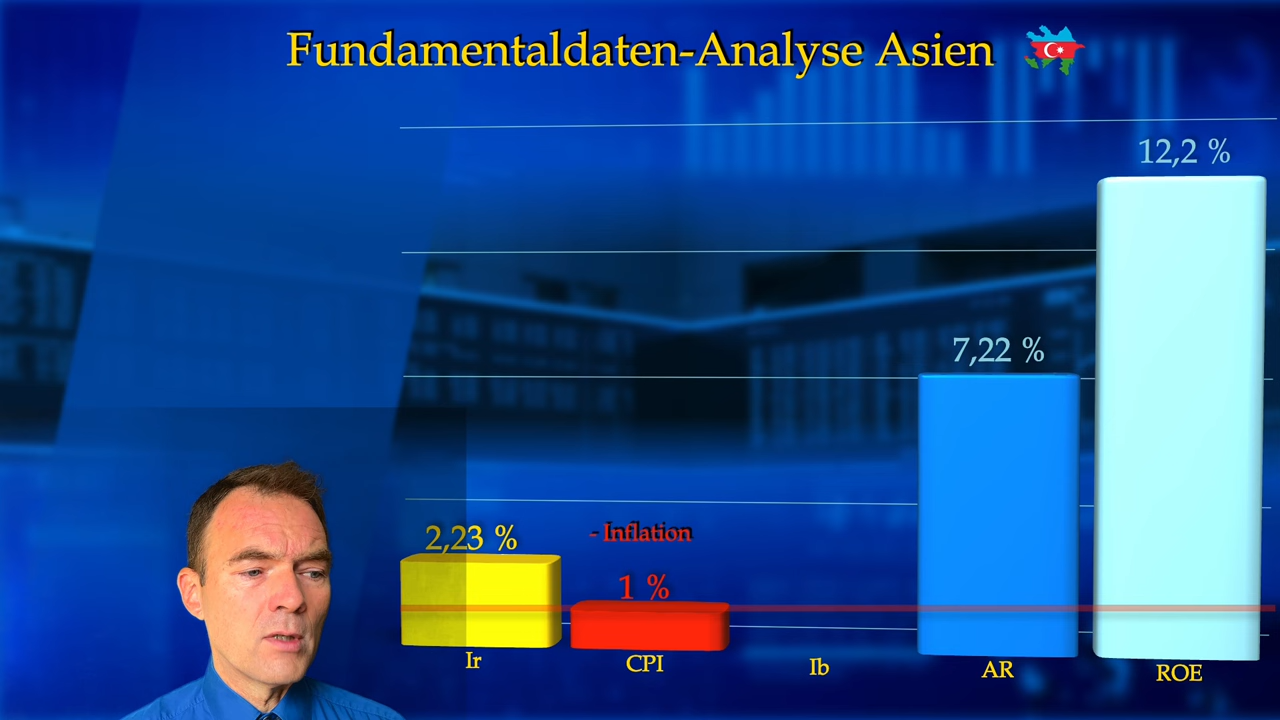 Fundamentaldaten-Analyse Asien
12,2 %
7,22 %
2,23 %
- Inflation
1 %
Ir
CPI
Ib
AR
ROE